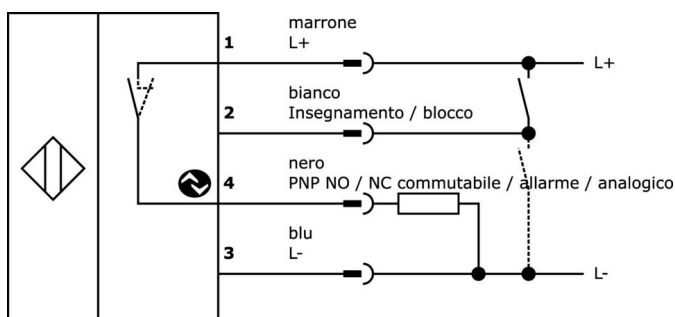 marrone
1 L+
L+
bianco
2 Insegnamento / blocco
nero
4 PNP NO / NC commutabile / allarme / analogico
blu
3 L-
L-